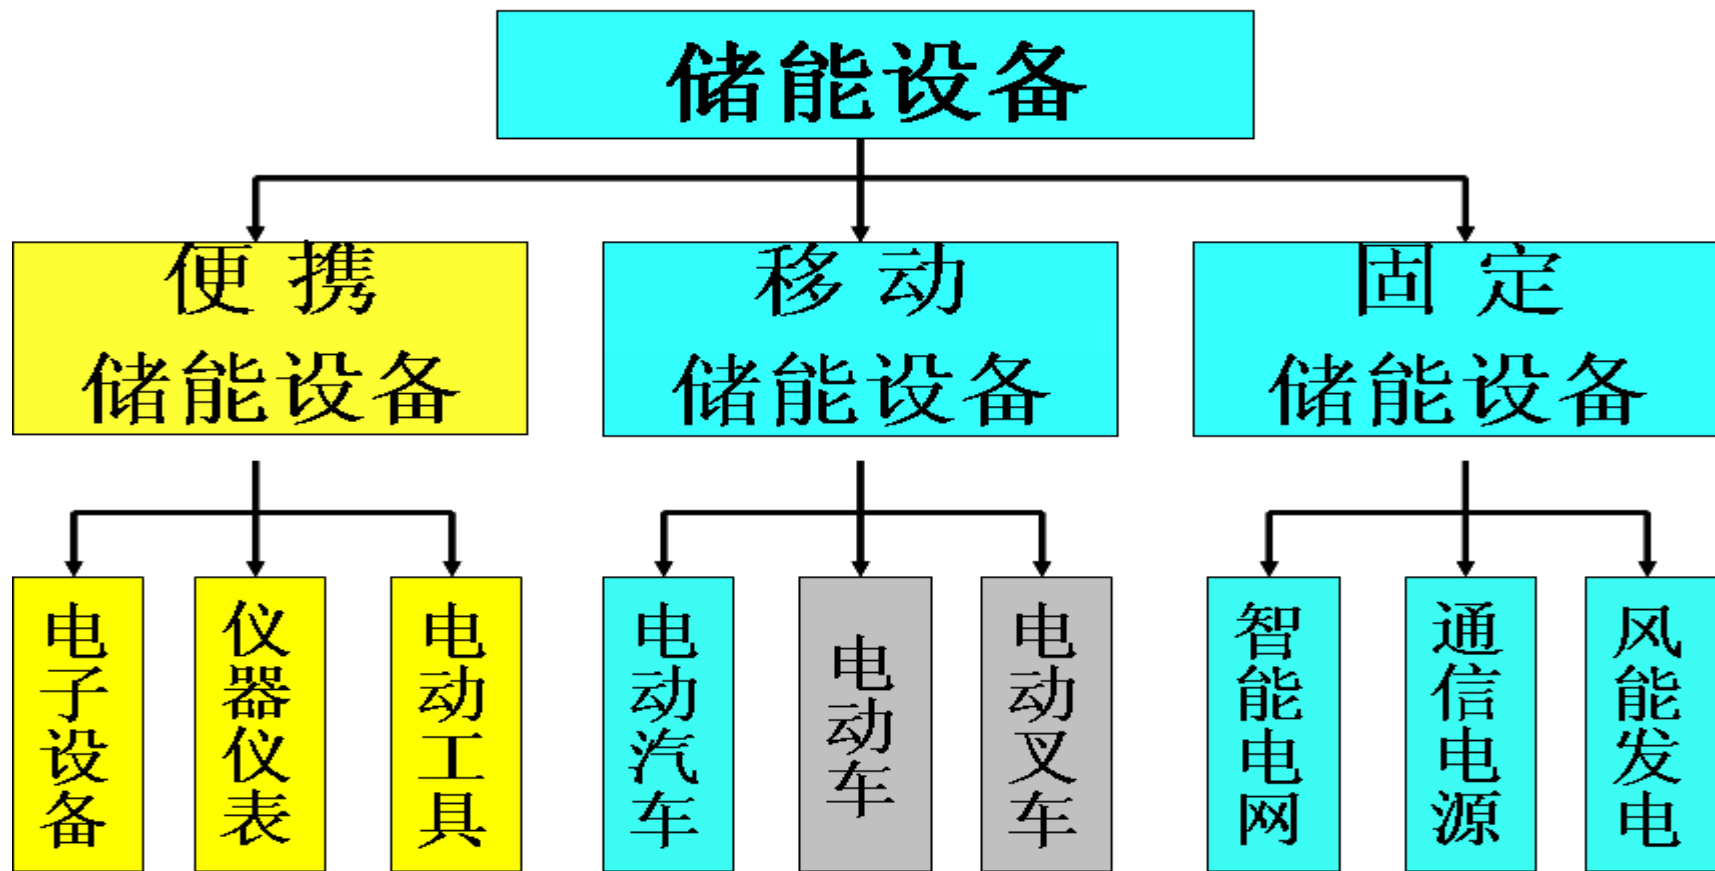 储能设备
便 携
储能设备
移 动
储能设备
固 定
储能设备
电子设备
仪器仪表
电动工具
电动汽车
电动车
电动叉车
智能电网
通信电源
风能发电